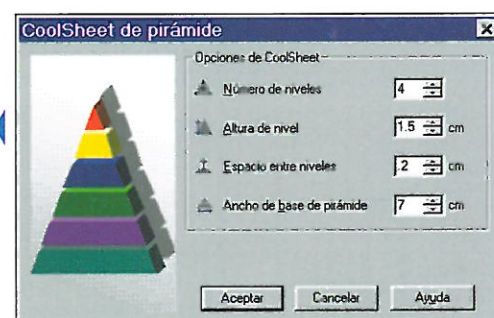 CoolSheet de pirámide
Opciones de CoolSheet
Número de niveles 4
Altura de nivel 1.5 cm
Espacio entre niveles .2 cm
Ancho de base de pirámide 7 cm
Aceptar Cancelar Ayuda